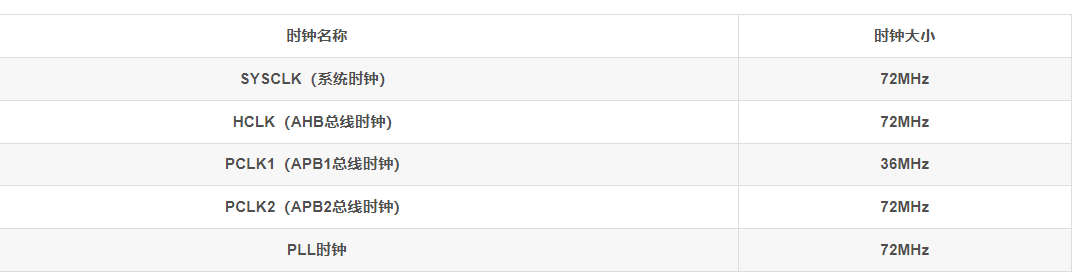 时钟名称 时钟大小
SYSCLK（系统时钟） 72MHz
HCLK（AHB总线时钟） 72MHz
PCLK1（APB1总线时钟） 36MHz
PCLK2（APB2总线时钟） 72MHz
PLL时钟 72MHz